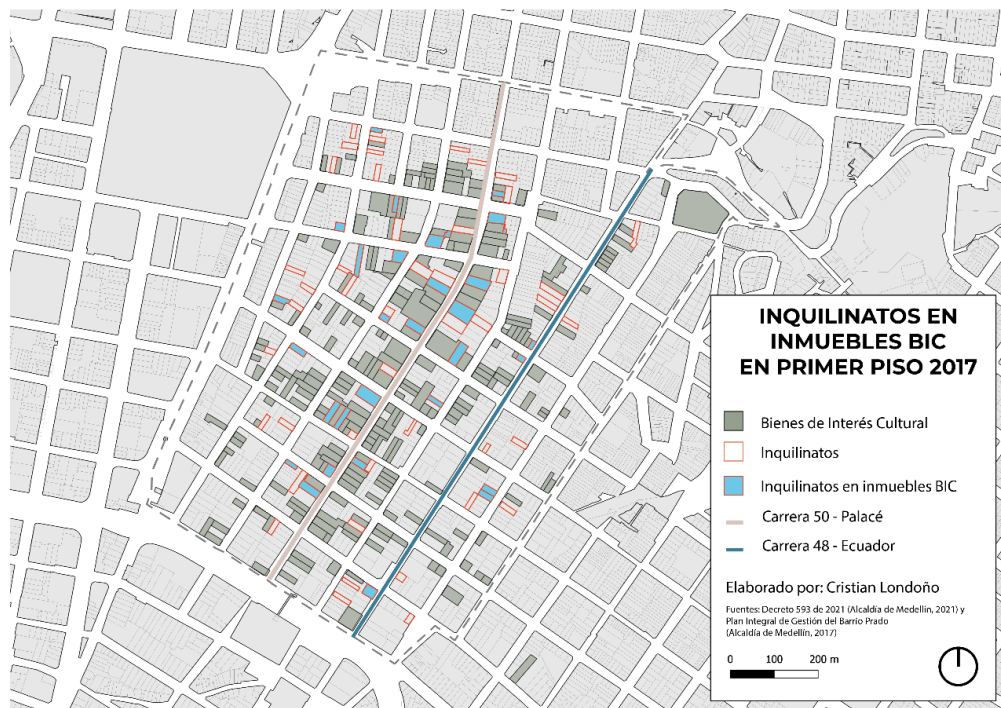 INQUILINATOS EN
INMUEBLES BIC
EN PRIMER PISO 2017
Bienes de Interés Cultural
Inquilinatos
Inquilinatos en inmuebles BIC
Carrera 50 - Palacé
Carrera 48 - Ecuador
Elaborado por: Cristian Londoño
Fuentes: Decreto 593 de 2021 (Alcaldía de Medellín, 2021) y
Plan Integral de Gestión del Barrio Prado
(Alcaldía de Medellín, 2017)
0 100 200 m